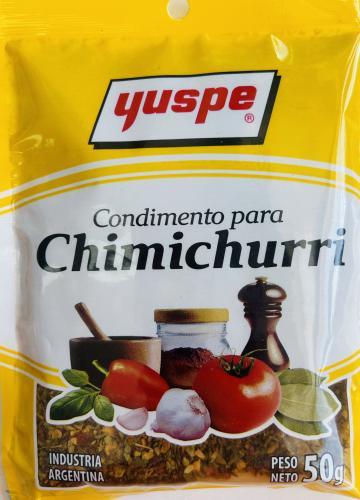 yuspe
®
Condimento para
Chimichurri
INDUSTRIA
ARGENTINA
PESO
NETO 50g